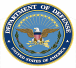 DEPARTMENT OF DEFENSE
UNITED STATES OF AMERICA